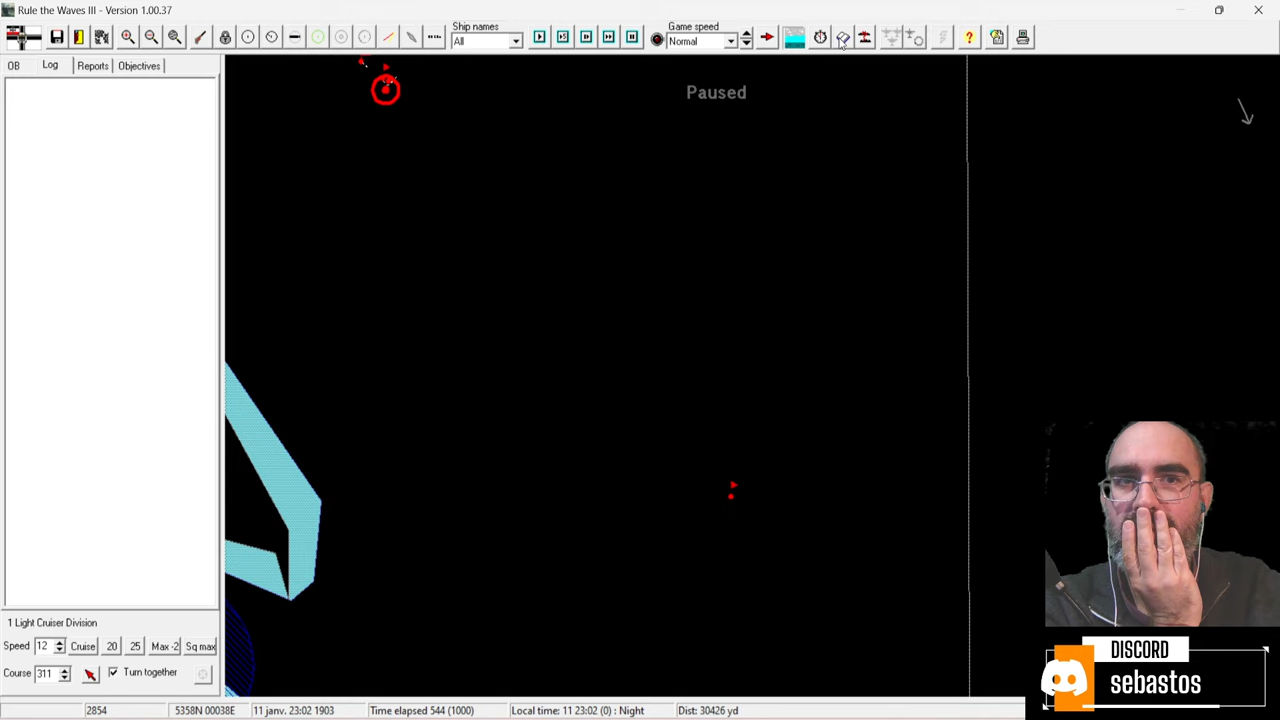 Rule the Waves III - Version 1.00.37
Ship names
Game speed
All
Normal
OB
Log
Reports
Objectives
Paused
1 Light Cruiser Division
Speed
12
Cruise
20
25
Max -2
Sq max
Course
311
Turn together
2854
5358N 00038E
11 janv. 23:02 1903
Time elapsed 544 (1000)
Local time: 11 23:02 (0) : Night
Dist: 30426 yd
DISCORD
sebastos